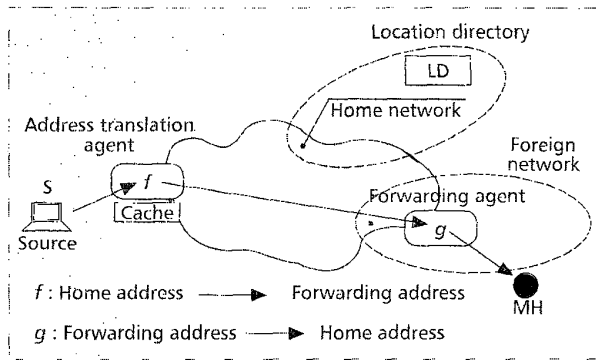 Location directory
LD
Home network
Address translation
agent
Foreign
network
S
f
Forwarding agent
Cache
g
Source
MH
f : Home address Forwarding address
g : Forwarding address Home address